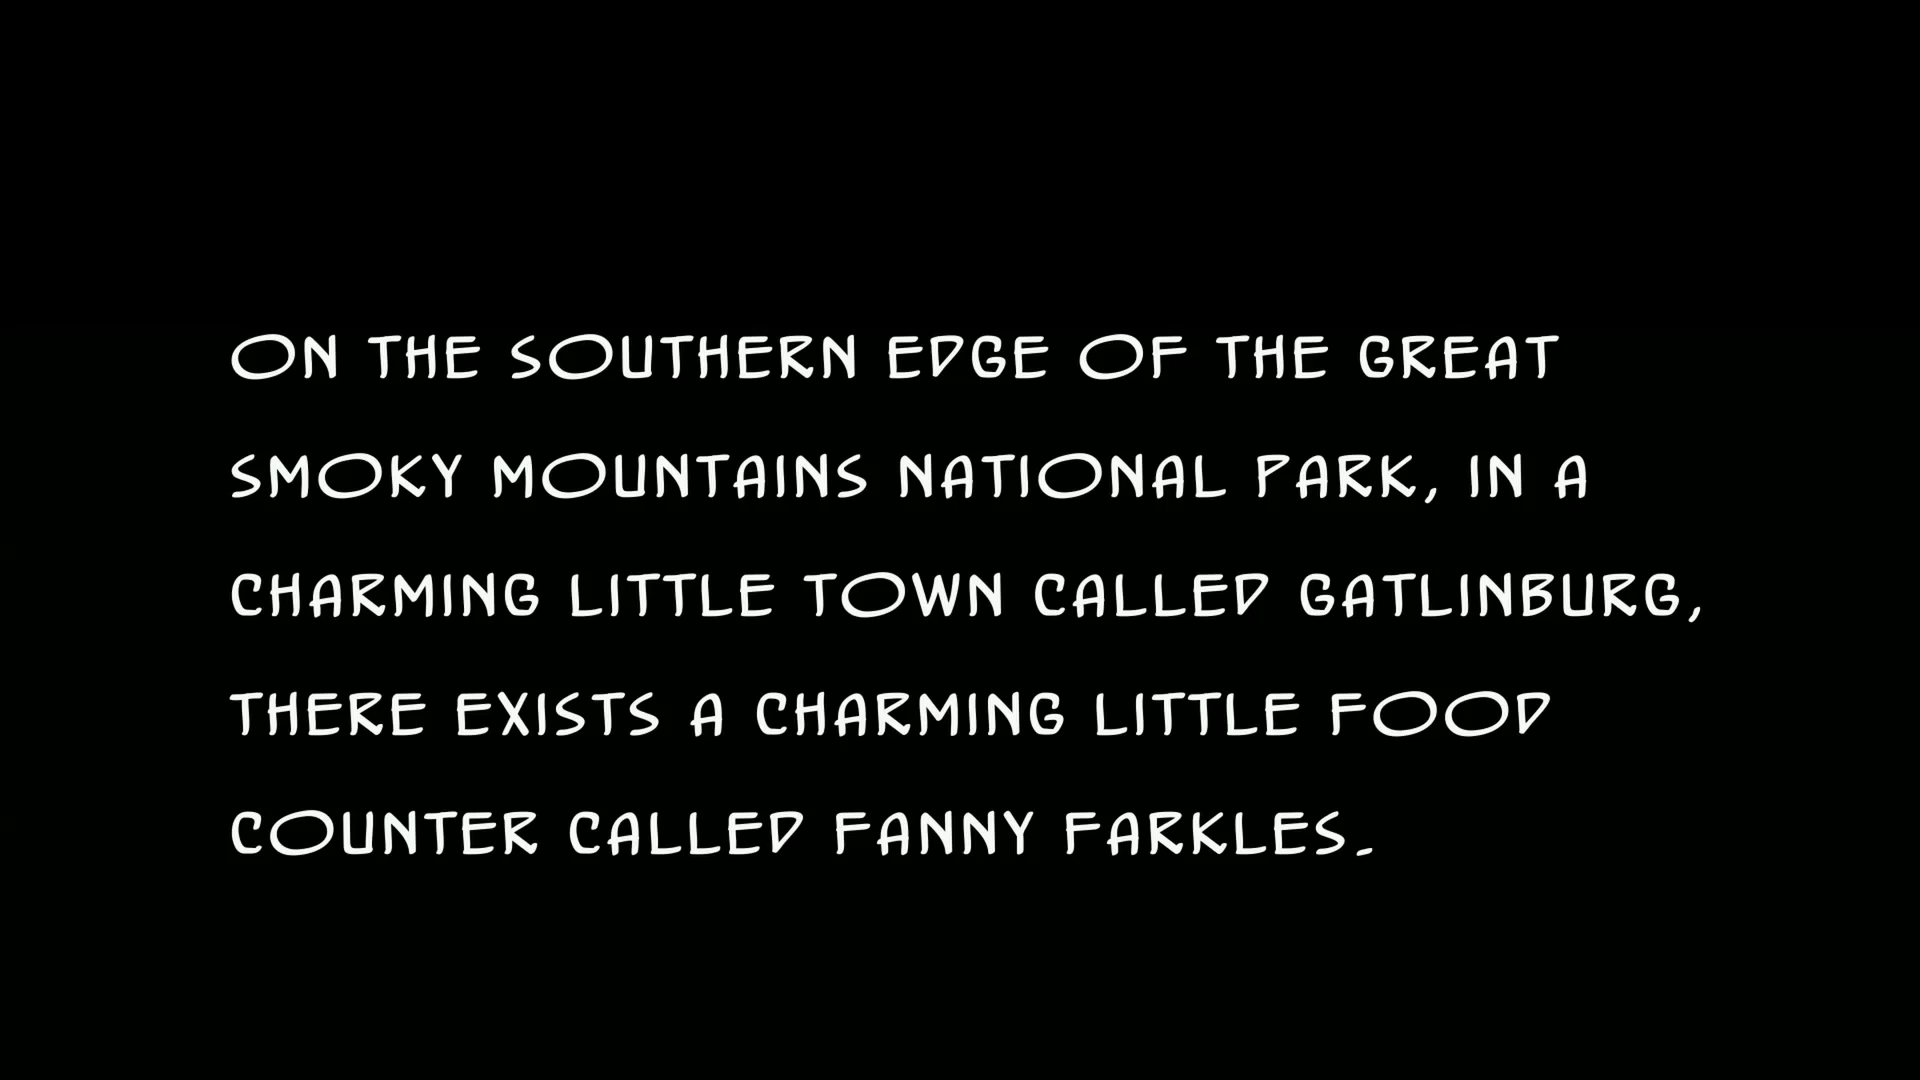 ON THE SOUTHERN EDGE OF THE GREAT
SMOKY MOUNTAINS NATIONAL PARK, IN A
CHARMING LITTLE TOWN CALLED GATLINBURG,
THERE EXISTS A CHARMING LITTLE FOOD
COUNTER CALLED FANNY FARKLES.